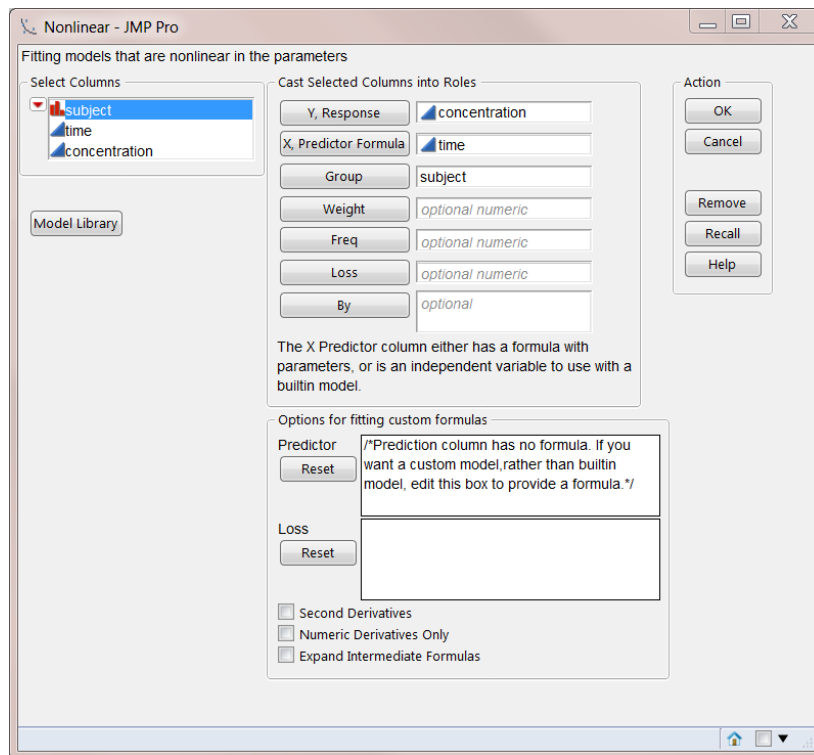 Nonlinear - JMP Pro
Fitting models that are nonlinear in the parameters
Select Columns
subject
time
concentration
Model Library
Cast Selected Columns into Roles
Y, Response
concentration
X, Predictor Formula
time
Group
subject
Weight
optional numeric
Freq
optional numeric
Loss
optional numeric
By
optional
The X Predictor column either has a formula with
parameters, or is an independent variable to use with a
builtin model.
Action
OK
Cancel
Remove
Recall
Help
Options for fitting custom formulas
Predictor
Reset
/*Prediction column has no formula. If you
want a custom model,rather than builtin
model, edit this box to provide a formula.*/
Loss
Reset
Second Derivatives
Numeric Derivatives Only
Expand Intermediate Formulas